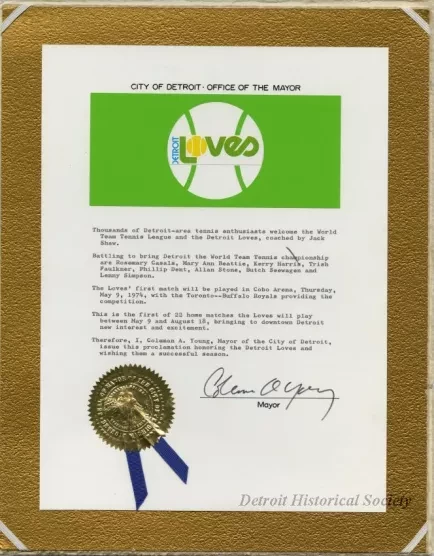 CITY OF DETROIT · OFFICE OF THE MAYOR
DETROIT
LOVES
Thousands of Detroit-area tennis enthusiasts welcome the World
Team Tennis League and the Detroit Loves, coached by Jack
Shaw.
Battling to bring Detroit the World Team Tennis championship
are Rosemary Casals, Mary Ann Beattie, Kerry Harris, Trish
Faulkner, Phillip Dent, Allan Stone, Butch Seewagen and
Lenny Simpson.
The Loves' first match will be played in Cobo Arena, Thursday,
May 9, 1974, with the Toronto--Buffalo Royals providing the
competition.
This is the first of 22 home matches the Loves will play
between May 9 and August 18, bringing to downtown Detroit
new interest and excitement.
Therefore, I, Coleman A. Young, Mayor of the City of Detroit,
issue this proclamation honoring the Detroit Loves and
wishing them a successful season.
Mayor
Detroit Historical Society